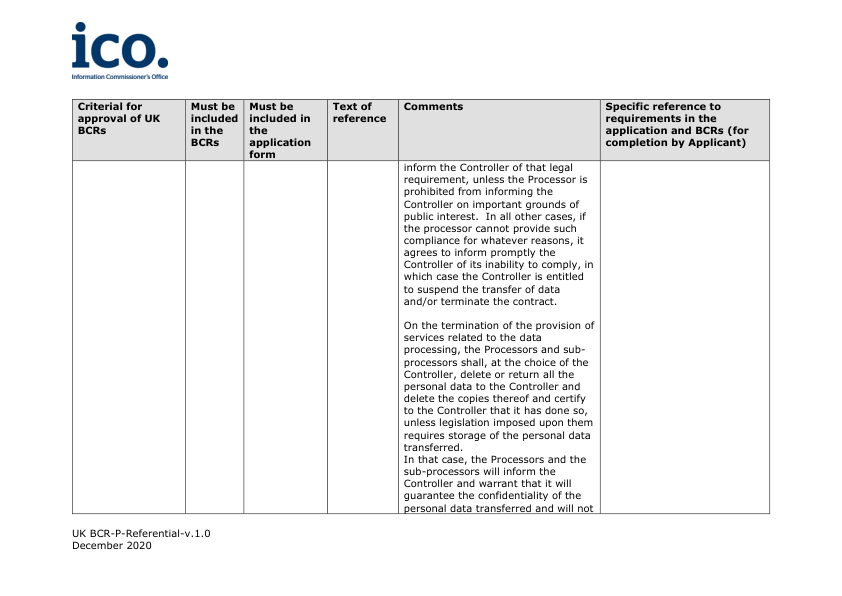 ico.
Information Commissioner's Office
Criterial for
approval of UK
BCRs
Must be
included
in the
BCRs
Must be
included in
the
application
form
Text of
reference
Comments
Specific reference to
requirements in the
application and BCRs (for
completion by Applicant)
inform the Controller of that legal
requirement, unless the Processor is
prohibited from informing the
Controller on important grounds of
public interest.  In all other cases, if
the processor cannot provide such
compliance for whatever reasons, it
agrees to inform promptly the
Controller of its inability to comply, in
which case the Controller is entitled
to suspend the transfer of data
and/or terminate the contract.
On the termination of the provision of
services related to the data
processing, the Processors and sub-
processors shall, at the choice of the
Controller, delete or return all the
personal data to the Controller and
delete the copies thereof and certify
to the Controller that it has done so,
unless legislation imposed upon them
requires storage of the personal data
transferred.
In that case, the Processors and the
sub-processors will inform the
Controller and warrant that it will
guarantee the confidentiality of the
personal data transferred and will not
UK BCR-P-Referential-v.1.0
December 2020